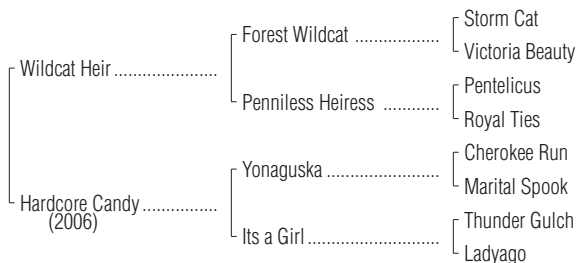 Storm Cat
Forest Wildcat ..................
Victoria Beauty
Wildcat Heir ......................
Pentelicus
Penniless Heiress ............
Royal Ties
Cherokee Run
Yonaguska ........................
Marital Spook
Hardcore Candy ................
(2006)
Thunder Gulch
Its a Girl ............................
Ladyago